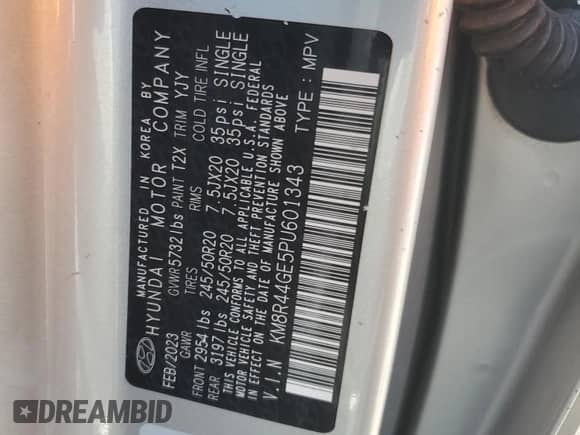 MANUFACTURED IN KOREA BY
HYUNDAI MOTOR COMPANY
FEB/2023 GVWR 5732 lbs PAINT T2X TRIM YJY
GAWR TIRES RIMS COLD TIRE INFL
FRONT 2954 lbs 245/50R20 7.5JX20 35psi SINGLE
REAR 3197 lbs 245/50R20 7.5JX20 35psi SINGLE
THIS VEHICLE CONFORMS TO ALL APPLICABLE U.S.A. FEDERAL
MOTOR VEHICLE SAFETY AND THEFT PREVENTION STANDARDS
IN EFFECT ON THE DATE OF MANUFACTURE SHOWN ABOVE
V.I.N KM8R44GE5PU601343 TYPE : MPV
DREAMBID